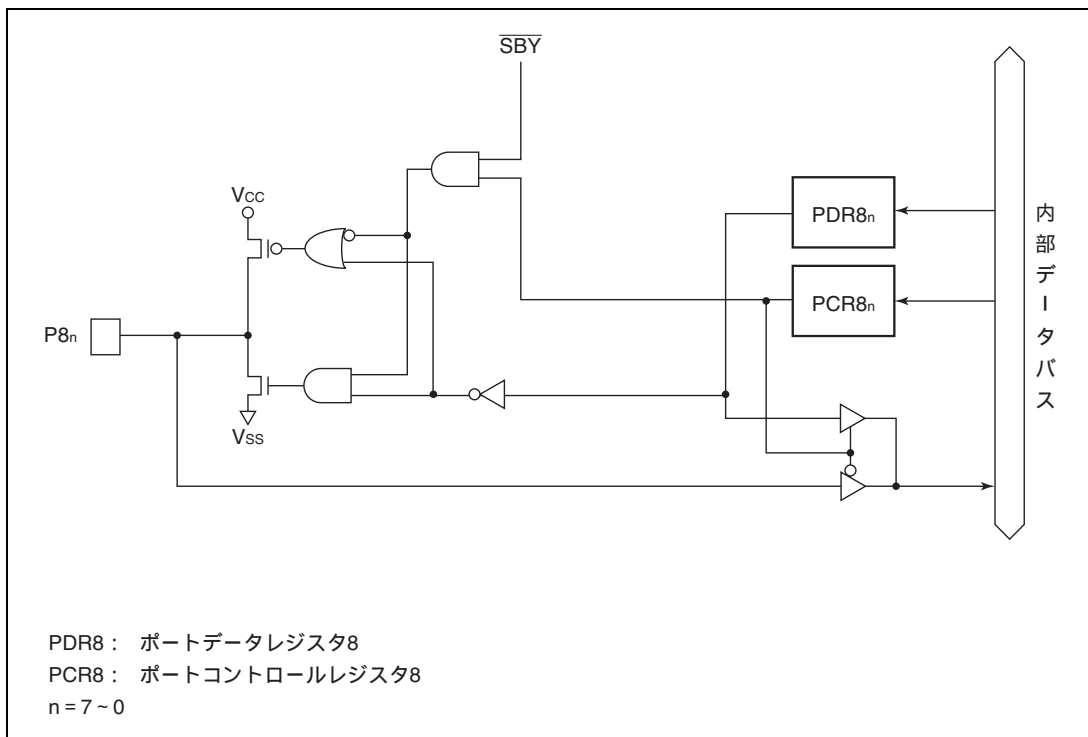 S̅B̅Y̅
VCC
PDR8n
PCR8n
内部データバス
P8n
VSS
PDR8： ポートデータレジスタ8
PCR8： ポートコントロールレジスタ8
n = 7 ~ 0